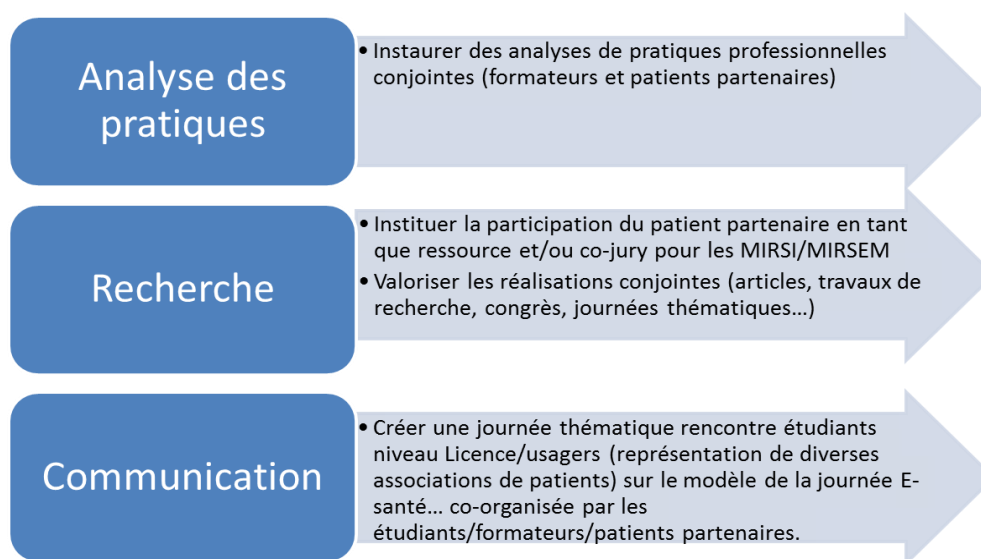 Analyse des
pratiques
• Instaurer des analyses de pratiques professionnelles
conjointes (formateurs et patients partenaires)
Recherche
• Instituer la participation du patient partenaire en tant
que ressource et/ou co-jury pour les MIRSI/MIRSEM
• Valoriser les réalisations conjointes (articles, travaux de
recherche, congrès, journées thématiques...)
Communication
• Créer une journée thématique rencontre étudiants
niveau Licence/usagers (représentation de diverses
associations de patients) sur le modèle de la journée E-
santé... co-organisée par les
étudiants/formateurs/patients partenaires.